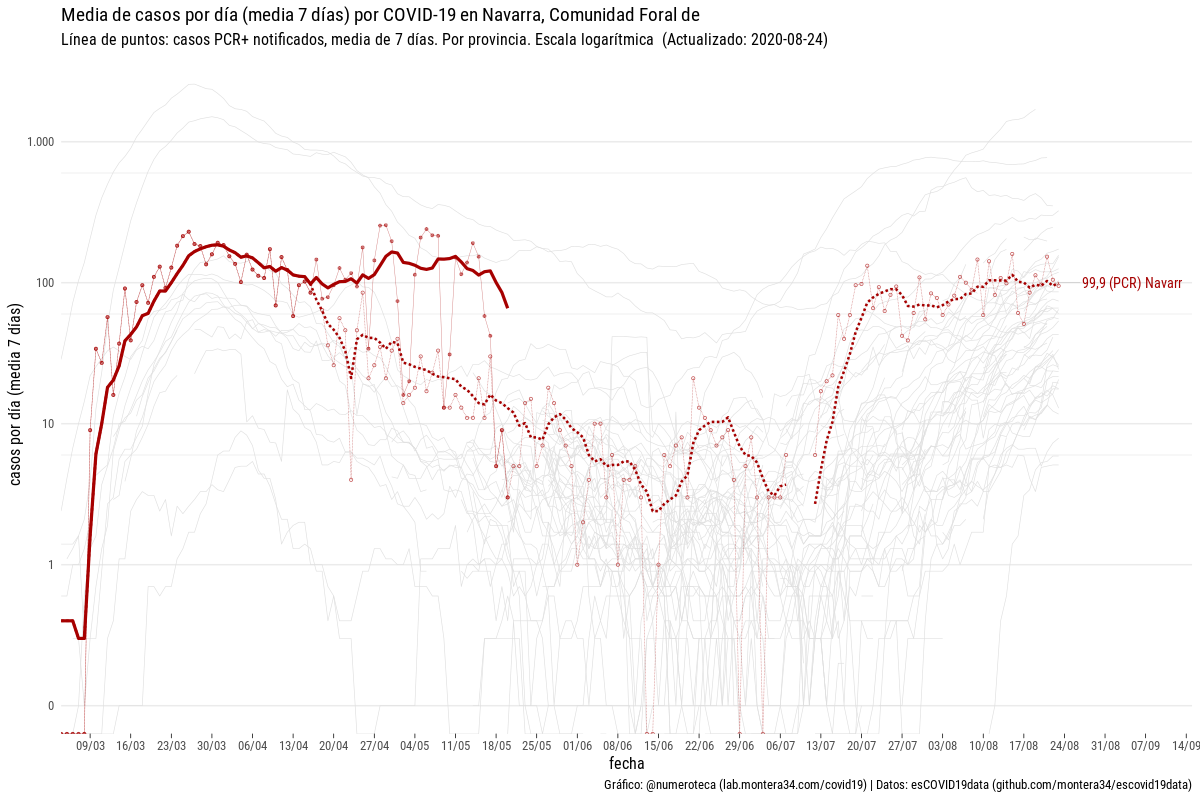 Media de casos por día (media 7 días) por COVID-19 en Navarra, Comunidad Foral de
Línea de puntos: casos PCR+ notificados, media de 7 días. Por provincia. Escala logarítmica (Actualizado: 2020-08-24)
casos por día (media 7 días)
1.000
100
10
1
0
99,9 (PCR) Navarr
09/03 16/03 23/03 30/03 06/04 13/04 20/04 27/04 04/05 11/05 18/05 25/05 01/06 08/06 15/06 22/06 29/06 06/07 13/07 20/07 27/07 03/08 10/08 17/08 24/08 31/08 07/09 14/09
fecha
Gráfico: @numeroteca (lab.montera34.com/covid19) | Datos: esCOVID19data (github.com/montera34/escovid19data)